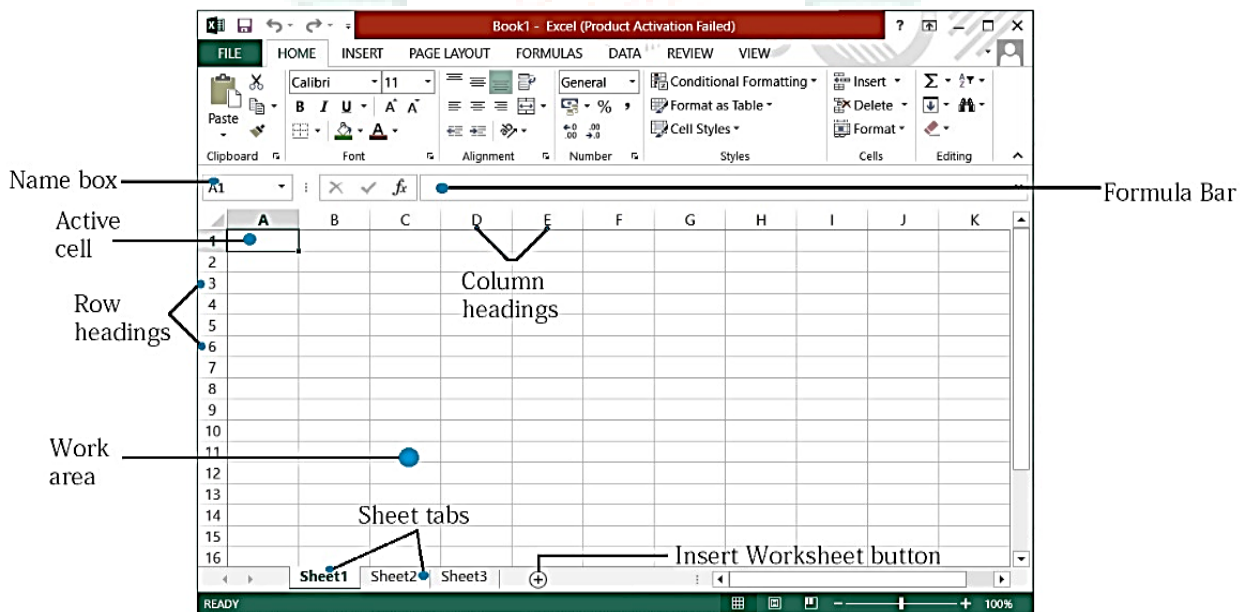 Book1 - Excel (Product Activation Failed) ?
FILE HOME INSERT PAGE LAYOUT FORMULAS DATA REVIEW VIEW
Calibri 11 General Conditional Formatting Insert Σ
Paste B I U A A % , Format as Table Delete
A Cell Styles Format
Clipboard Font Alignment Number Styles Cells Editing
Name box A1 fx Formula Bar
A B C D E F G H I J K
Active
cell
1
2
3
Column
headings
4
Row
headings
5
6
7
8
9
10
Work
area
11
12
13
14
Sheet tabs
15
16
Insert Worksheet button
Sheet1 Sheet2 Sheet3
READY 100%